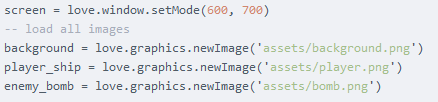 screen = love.window.setMode(600, 700)
-- load all images
background = love.graphics.newImage('assets/background.png')
player_ship = love.graphics.newImage('assets/player.png')
enemy_bomb = love.graphics.newImage('assets/bomb.png')